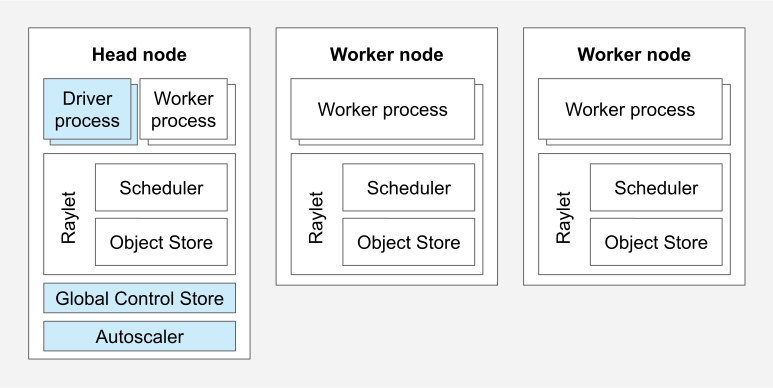 Head node
Driver
process
Worker
process
Raylet
Scheduler
Object Store
Global Control Store
Autoscaler
Worker node
Worker process
Raylet
Scheduler
Object Store
Worker node
Worker process
Raylet
Scheduler
Object Store